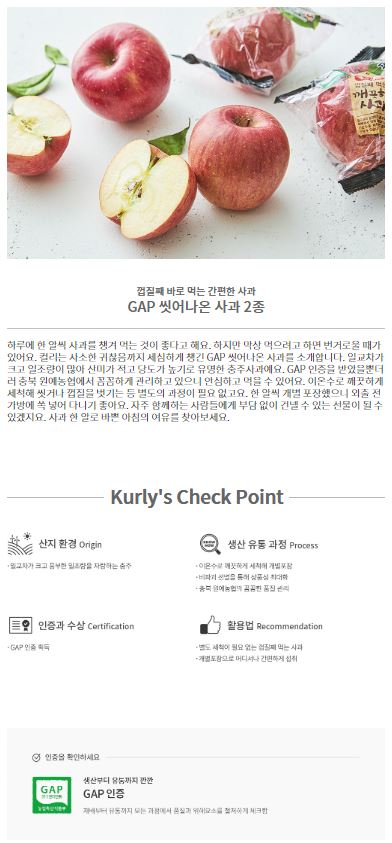 껍질째 먹는
깨끗한
사과
껍질째 바로 먹는 간편한 사과
GAP 씻어나온 사과 2종
하루에 한 알씩 사과를 챙겨 먹는 것이 좋다고 해요. 하지만 막상 먹으려고 하면 번거로울 때가
있어요. 컬리는 사소한 귀찮음까지 세심하게 챙긴 GAP 씻어나온 사과를 소개합니다. 일교차가
크고 일조량이 많아 산미가 적고 당도가 높기로 유명한 충주사과예요. GAP 인증을 받았을뿐더
러 충북 원예농협에서 꼼꼼하게 관리하고 있으니 안심하고 먹을 수 있어요. 이온수로 깨끗하게
세척해 씻거나 껍질을 벗기는 등 별도의 과정이 필요 없고요. 한 알씩 개별 포장했으니 외출 전
가방에 쏙 넣어 다니기 좋아요. 자주 함께하는 사람들에게 부담 없이 건넬 수 있는 선물이 될 수
있겠지요. 사과 한 알로 바쁜 아침의 여유를 찾아보세요.
Kurly's Check Point
산지 환경 Origin
· 일교차가 크고 풍부한 일조량을 자랑하는 충주
생산 유통 과정 Process
· 이온수로 깨끗하게 세척해 개별포장
· 비파괴 선별을 통해 상품성 최대화
· 충북 원예농협의 꼼꼼한 품질 관리
인증과 수상 Certification
· GAP 인증 획득
활용법 Recommendation
· 별도 세척이 필요 없는 껍질째 먹는 사과
· 개별포장으로 어디서나 간편하게 섭취
인증을 확인하세요
GAP
농림축산식품부
생산부터 유통까지 깐깐
GAP 인증
재배부터 유통까지 모든 과정에서 품질과 위해요소를 철저하게 체크함